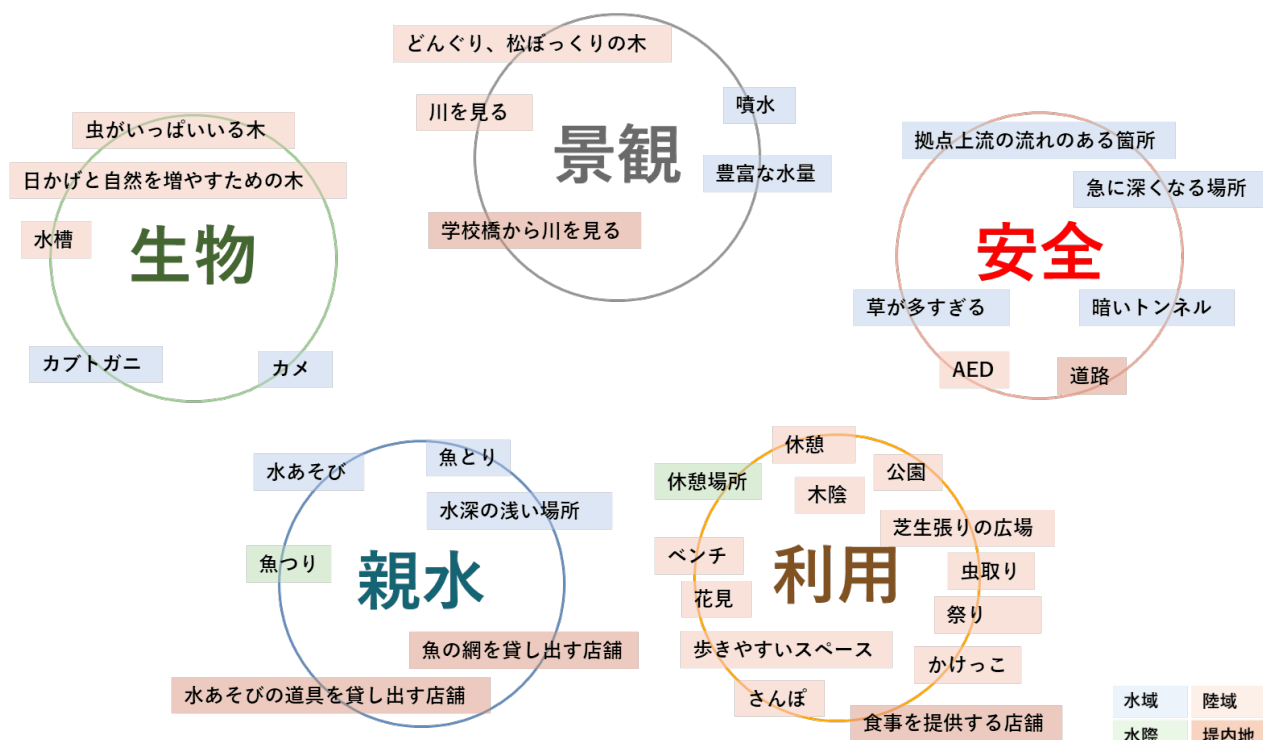 どんぐり、松ぼっくりの木
川を見る
噴水
景観
豊富な水量
学校橋から川を見る
虫がいっぱいいる木
日かげと自然を増やすための木
水槽
生物
カブトガニ
カメ
拠点上流の流れのある箇所
急に深くなる場所
安全
草が多すぎる
暗いトンネル
AED
道路
水あそび
魚とり
水深の浅い場所
魚つり
親水
魚の網を貸し出す店舗
水あそびの道具を貸し出す店舗
休憩
休憩場所
公園
木陰
芝生張りの広場
ベンチ
利用
虫取り
花見
祭り
歩きやすいスペース
かけっこ
さんぽ
食事を提供する店舗
水域
陸域
水際
堤内地